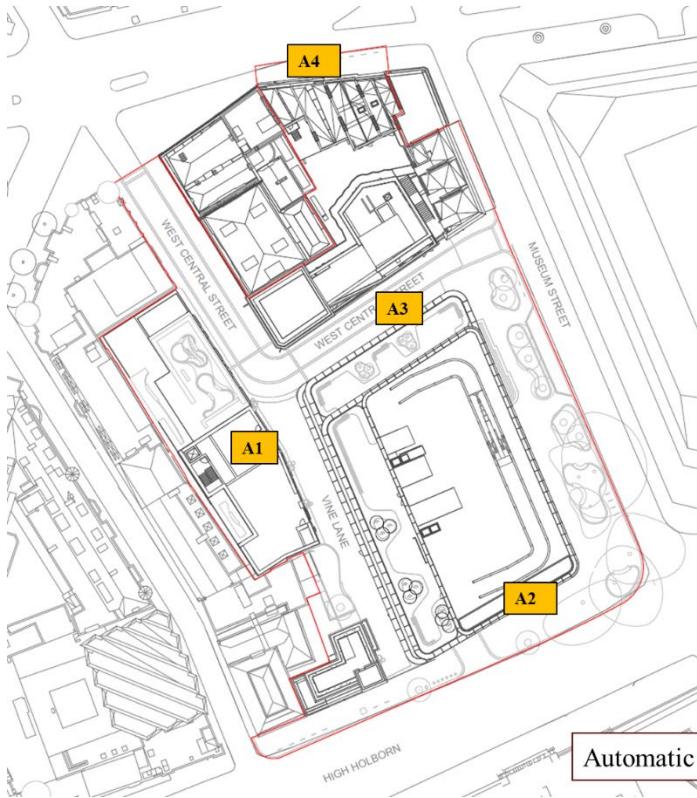 A4
WEST CENTRAL STREET
MUSEUM STREET
A3
WEST CENTRAL STREET
A1
VINE LANE
A2
Automatic
HIGH HOLBORN